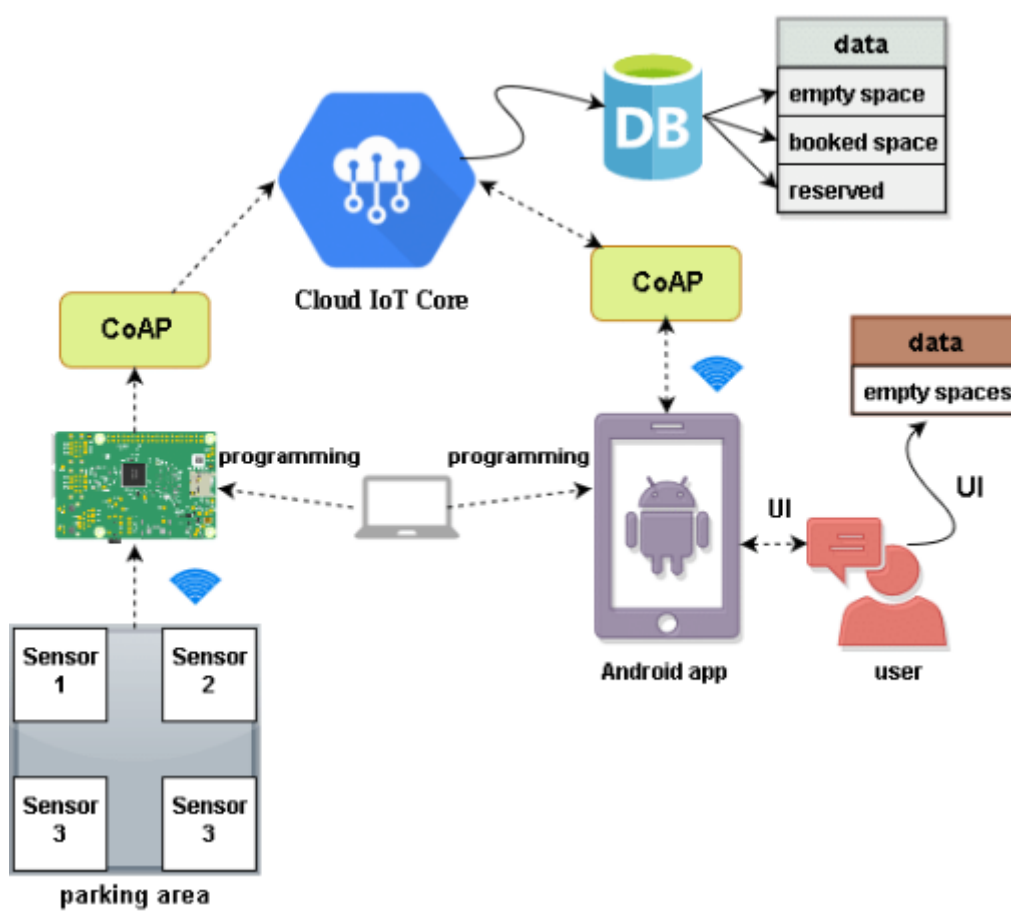 data
empty space
DB
booked space
reserved
Cloud IoT Core
CoAP
CoAP
data
empty spaces
programming
programming
UI
UI
Android app
user
Sensor
1
Sensor
2
Sensor
3
Sensor
3
parking area